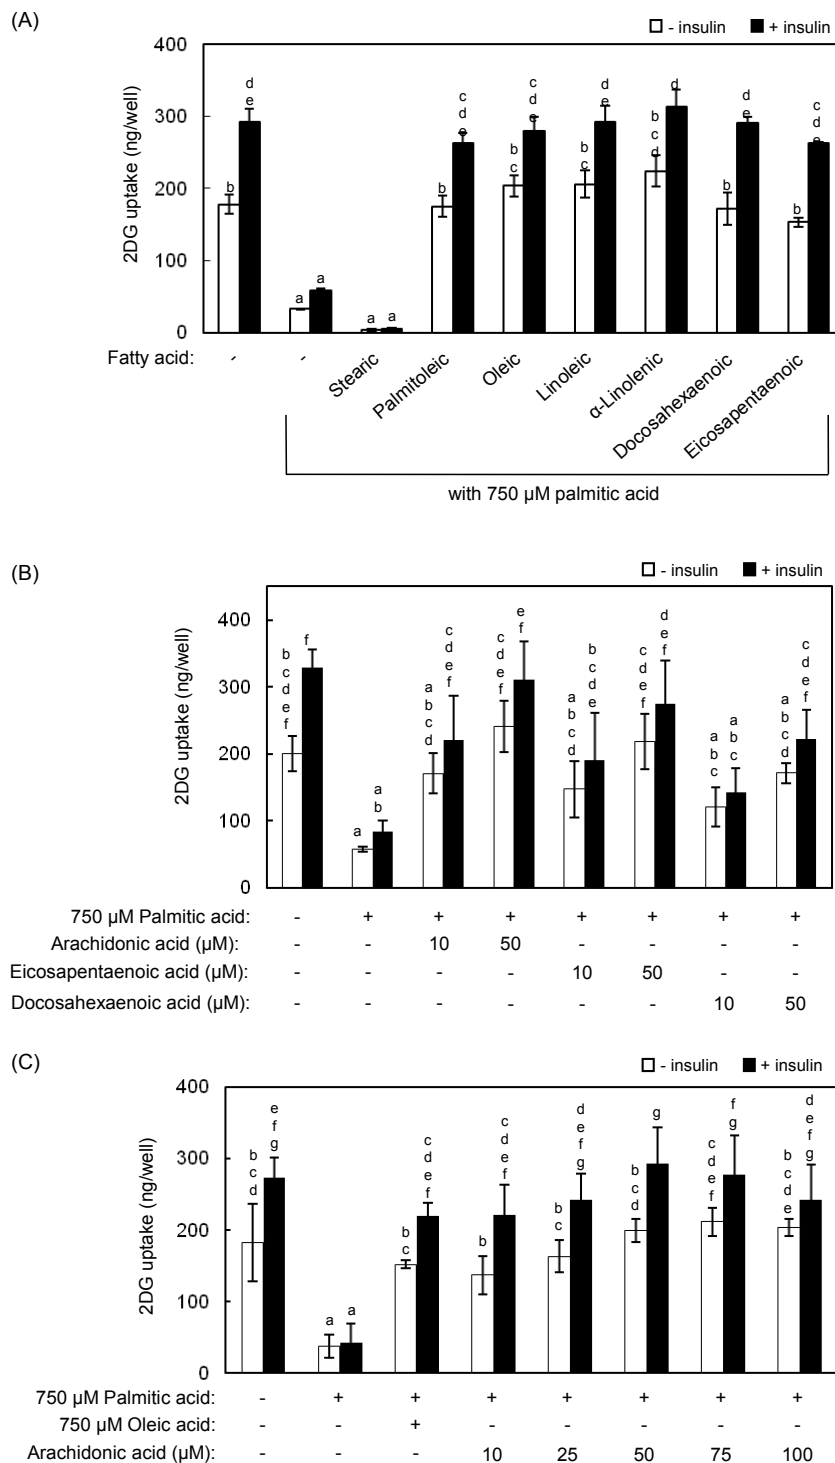 (A)
- insulin + insulin
2DG uptake (ng/well)
400
300
200
100
0
b
d
e
a
a
a
a
b
c
d
e
b
c
c
d
e
b
c
d
e
b
c
d
d
b
d
e
b
c
d
e
Fatty acid: - - Stearic Palmitoleic Oleic Linoleic α-Linolenic Docosahexaenoic Eicosapentaenoic
with 750 µM palmitic acid
(B)
- insulin + insulin
2DG uptake (ng/well)
400
300
200
100
0
b
c
d
e
f
f
a
a
b
a
b
c
d
c
d
e
f
c
d
e
f
e
f
a
b
c
d
b
c
d
e
c
d
e
f
d
e
f
a
b
c
a
b
c
a
b
c
d
c
d
e
f
750 µM Palmitic acid: - + + + + + + +
Arachidonic acid (µM): - - 10 50 - - - -
Eicosapentaenoic acid (µM): - - - - 10 50 - -
Docosahexaenoic acid (µM): - - - - - - 10 50
(C)
- insulin + insulin
2DG uptake (ng/well)
400
300
200
100
0
b
c
d
e
f
g
a
a
b
c
c
d
e
f
b
c
d
e
f
b
c
d
e
f
g
b
c
d
g
c
d
e
f
f
g
b
c
d
e
d
e
f
g
750 µM Palmitic acid: - + + + + + + +
750 µM Oleic acid: - - + - - - - -
Arachidonic acid (µM): - - - 10 25 50 75 100